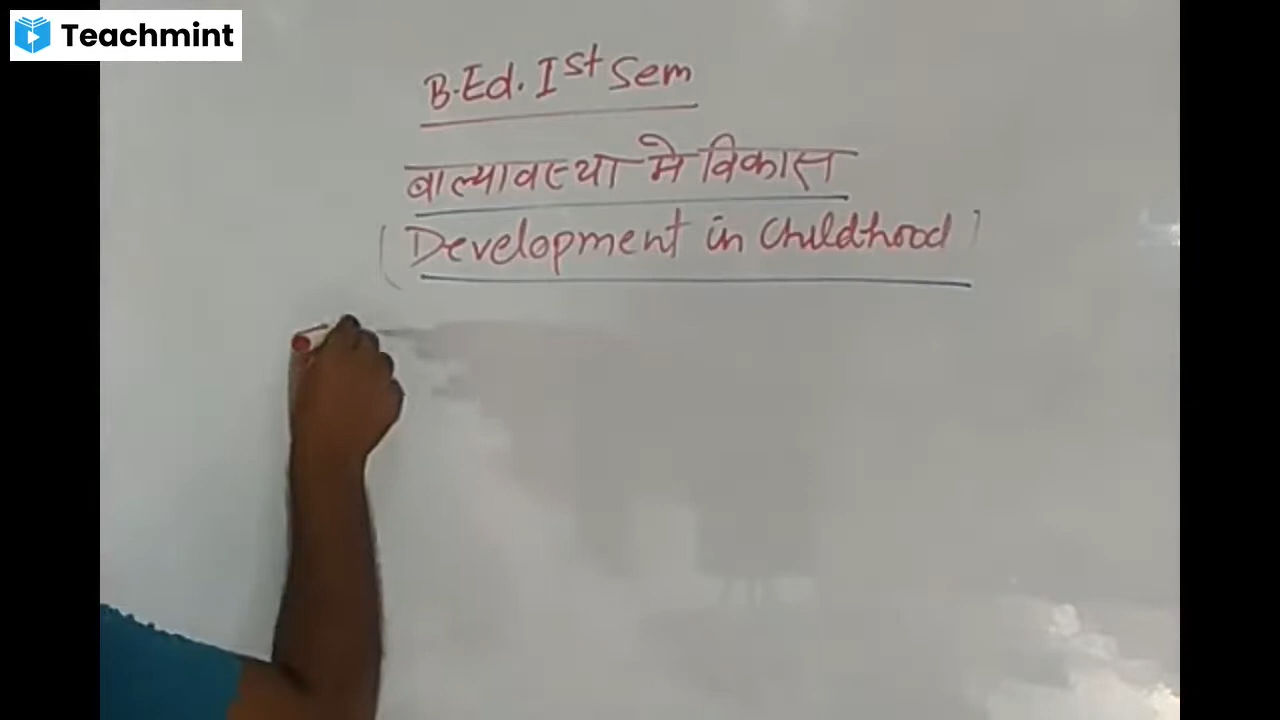 Teachmint
B.Ed. Ist Sem
बाल्यावस्था मे विकास
(Development in Childhood)